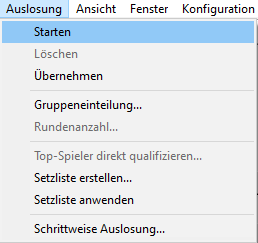 Auslosung Ansicht Fenster Konfiguration
Starten
Löschen
Übernehmen
Gruppeneinteilung...
Rundenanzahl...
Top-Spieler direkt qualifizieren...
Setzliste erstellen...
Setzliste anwenden
Schrittweise Auslosung...